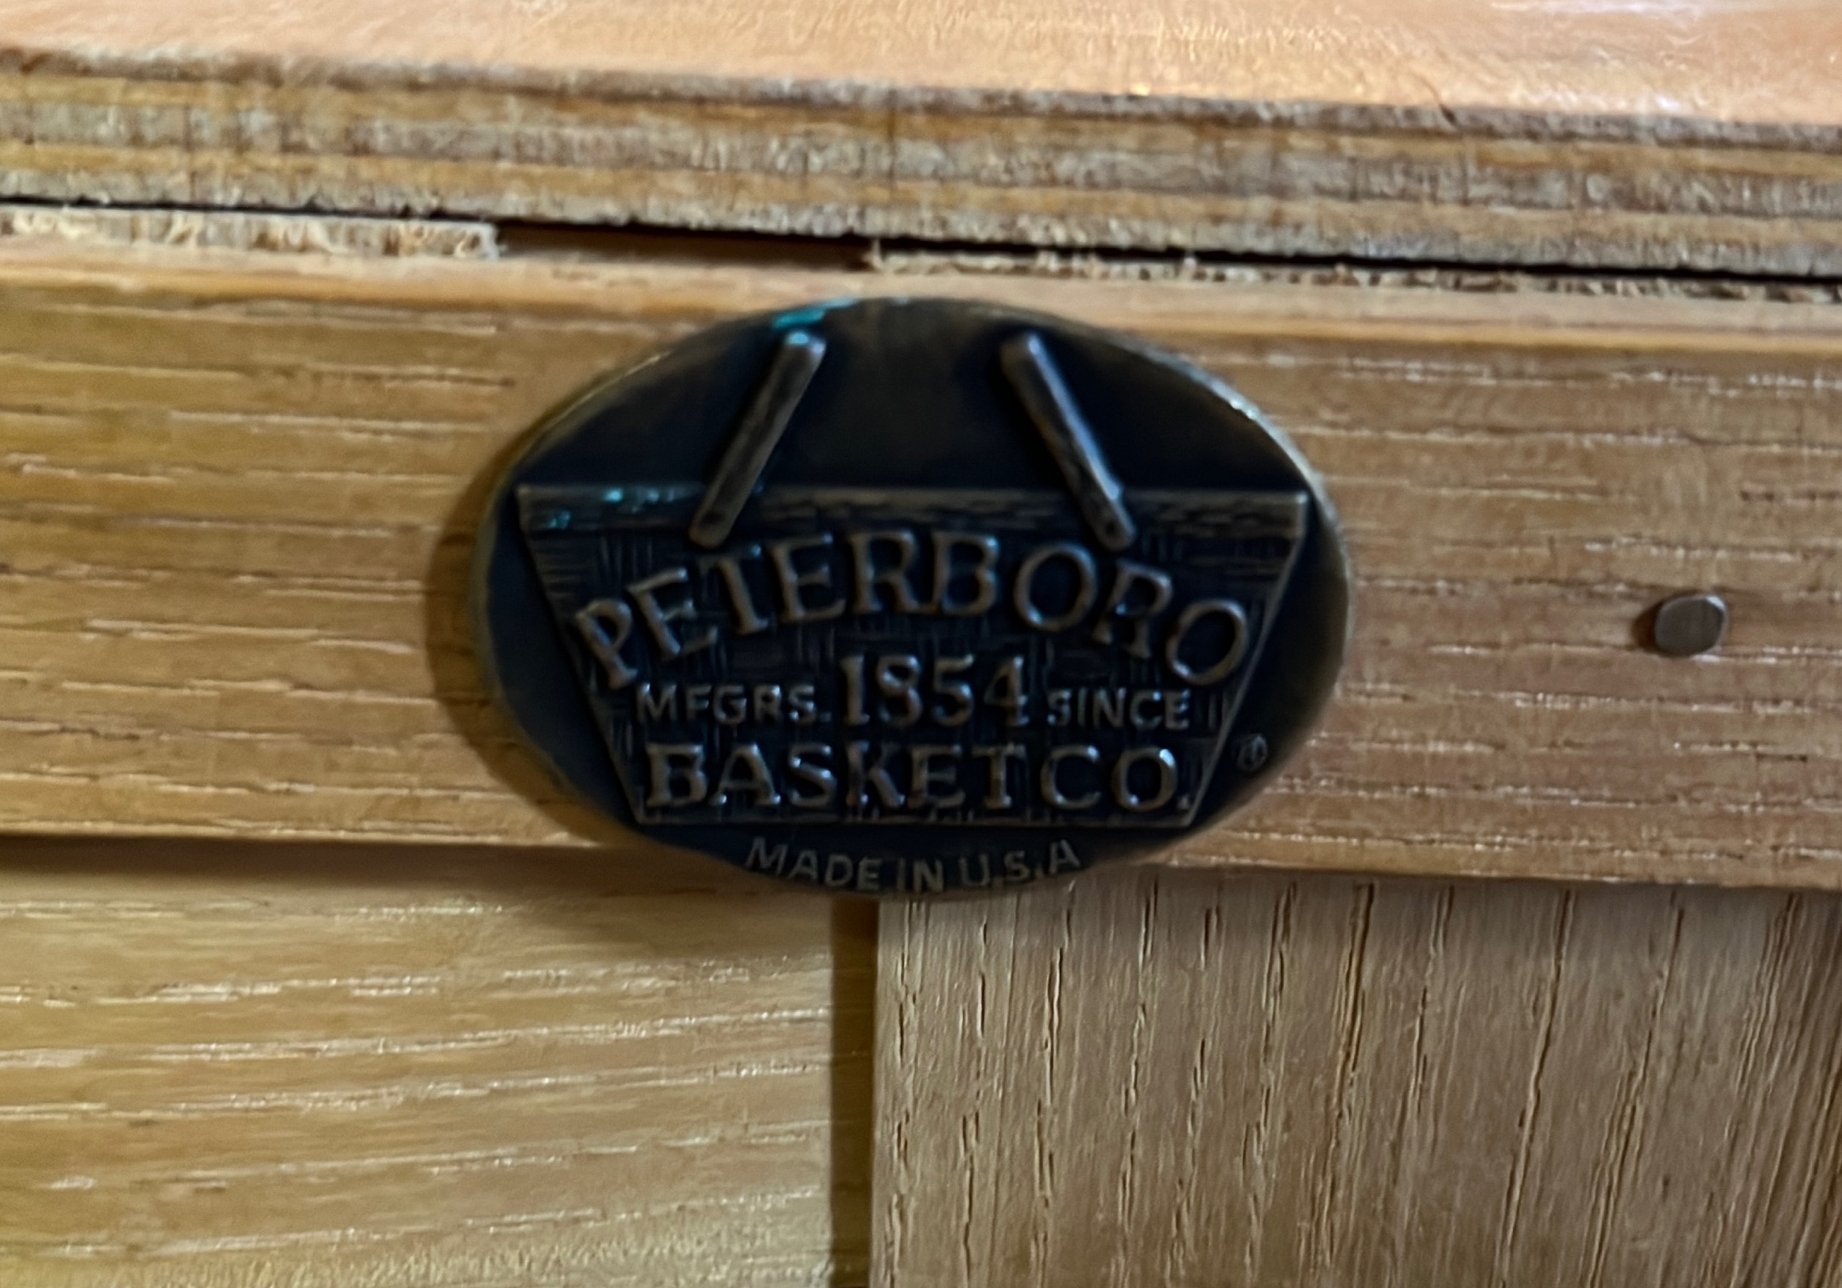 PETERBORO
MFGRS. 1854 SINCE
BASKET CO.
®
MADE IN U.S.A